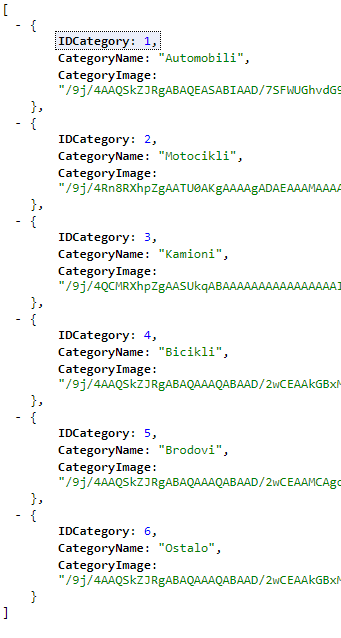 [
- {
IDCategory: 1,
CategoryName: "Automobili",
CategoryImage:
"/9j/4AAQSkZJRgABAQEASABIAAD/7SFWUGhvdG9
},
- {
IDCategory: 2,
CategoryName: "Motocikli",
CategoryImage:
"/9j/4Rn8RXhpZgAATU0AKgAAAAgADAEAAAMAAAA
},
- {
IDCategory: 3,
CategoryName: "Kamioni",
CategoryImage:
"/9j/4QCMRXhpZgAASUkqABAAAAAAAAAAAAAAAAAI
},
- {
IDCategory: 4,
CategoryName: "Bicikli",
CategoryImage:
"/9j/4AAQSkZJRgABAQAAAQABAAD/2wCEAAkGBxM
},
- {
IDCategory: 5,
CategoryName: "Brodovi",
CategoryImage:
"/9j/4AAQSkZJRgABAQAAAQABAAD/2wCEAAMCAgo
},
- {
IDCategory: 6,
CategoryName: "Ostalo",
CategoryImage:
"/9j/4AAQSkZJRgABAQAAAQABAAD/2wCEAAkGBxM
}
]